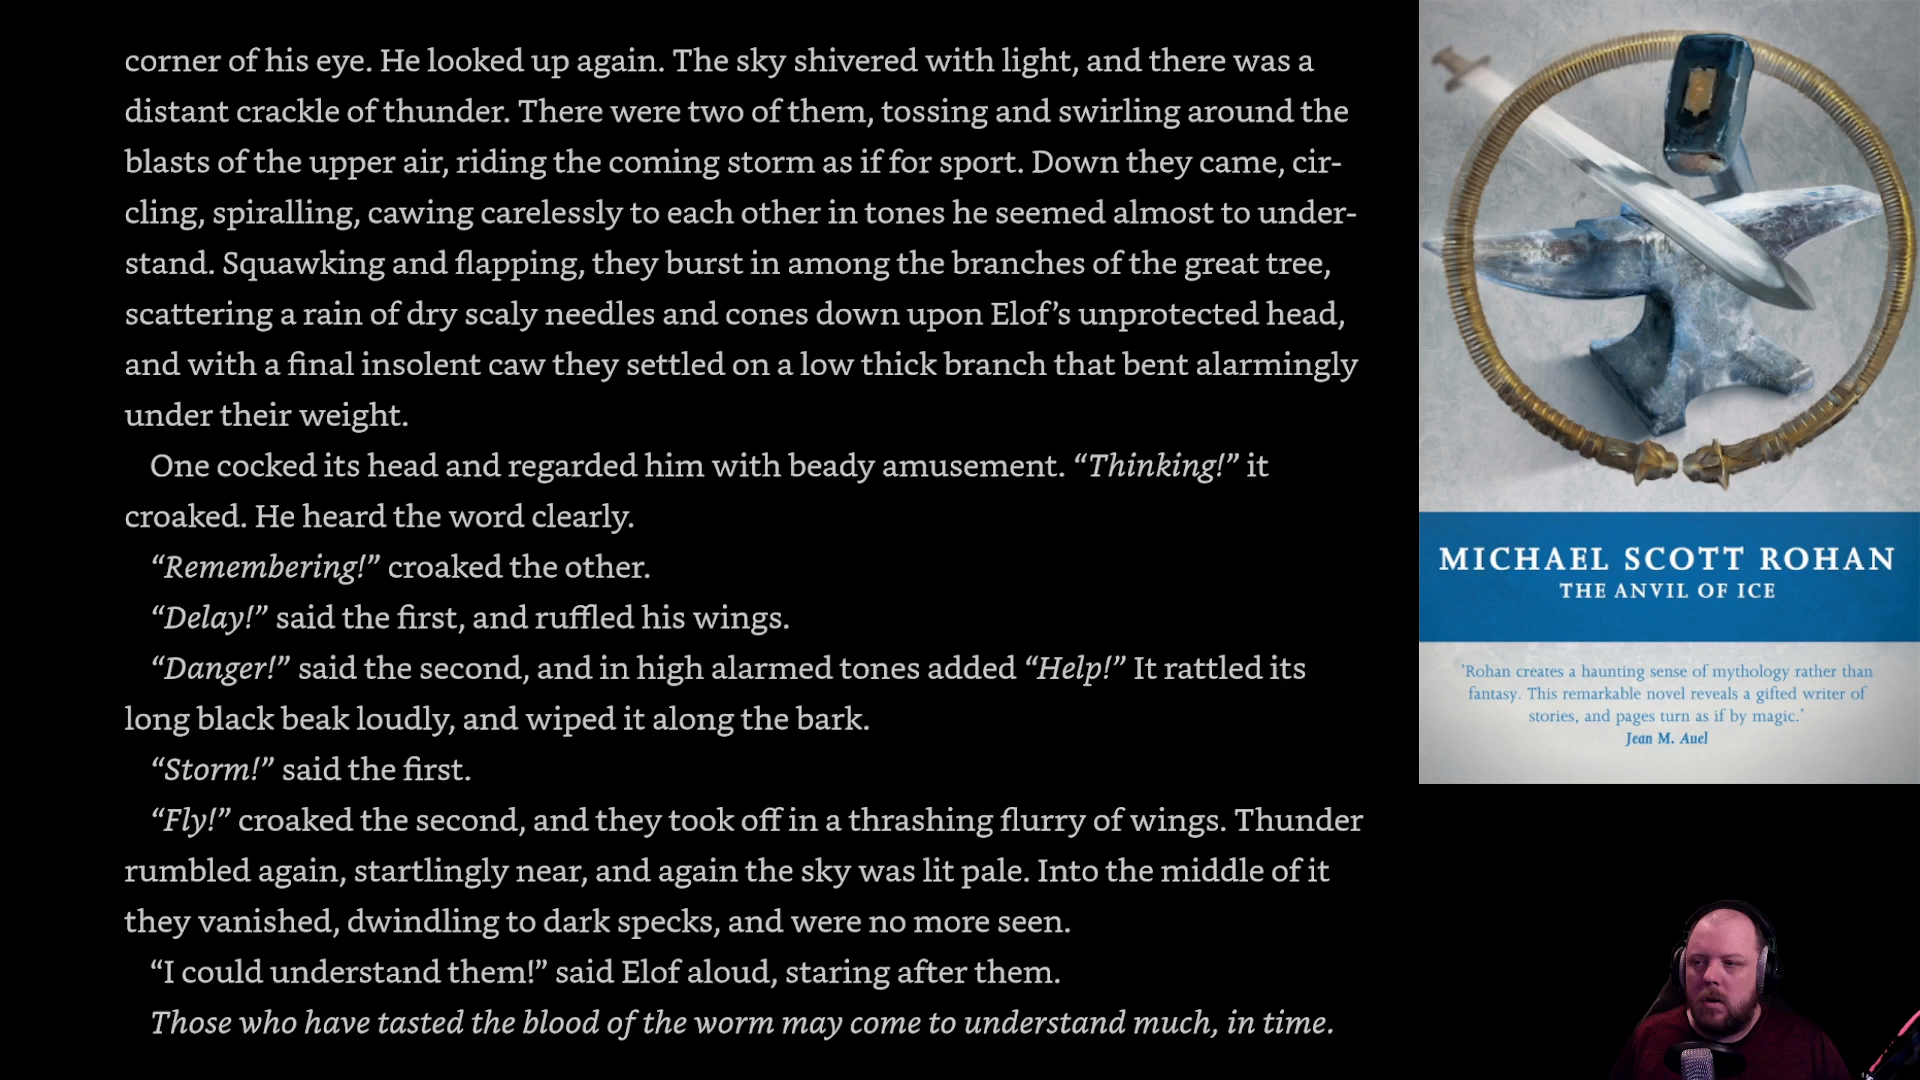 corner of his eye. He looked up again. The sky shivered with light, and there was a
distant crackle of thunder. There were two of them, tossing and swirling around the
blasts of the upper air, riding the coming storm as if for sport. Down they came, cir-
cling, spiralling, cawing carelessly to each other in tones he seemed almost to under-
stand. Squawking and flapping, they burst in among the branches of the great tree,
scattering a rain of dry scaly needles and cones down upon Elof’s unprotected head,
and with a final insolent caw they settled on a low thick branch that bent alarmingly
under their weight.
One cocked its head and regarded him with beady amusement. “Thinking!” it
croaked. He heard the word clearly.
“Remembering!” croaked the other.
“Delay!” said the first, and ruffled his wings.
“Danger!” said the second, and in high alarmed tones added “Help!” It rattled its
long black beak loudly, and wiped it along the bark.
“Storm!” said the first.
“Fly!” croaked the second, and they took off in a thrashing flurry of wings. Thunder
rumbled again, startlingly near, and again the sky was lit pale. Into the middle of it
they vanished, dwindling to dark specks, and were no more seen.
“I could understand them!” said Elof aloud, staring after them.
Those who have tasted the blood of the worm may come to understand much, in time.
MICHAEL SCOTT ROHAN
THE ANVIL OF ICE
‘Rohan creates a haunting sense of mythology rather than
fantasy. This remarkable novel reveals a gifted writer of
stories, and pages turn as if by magic.’
Jean M. Auel